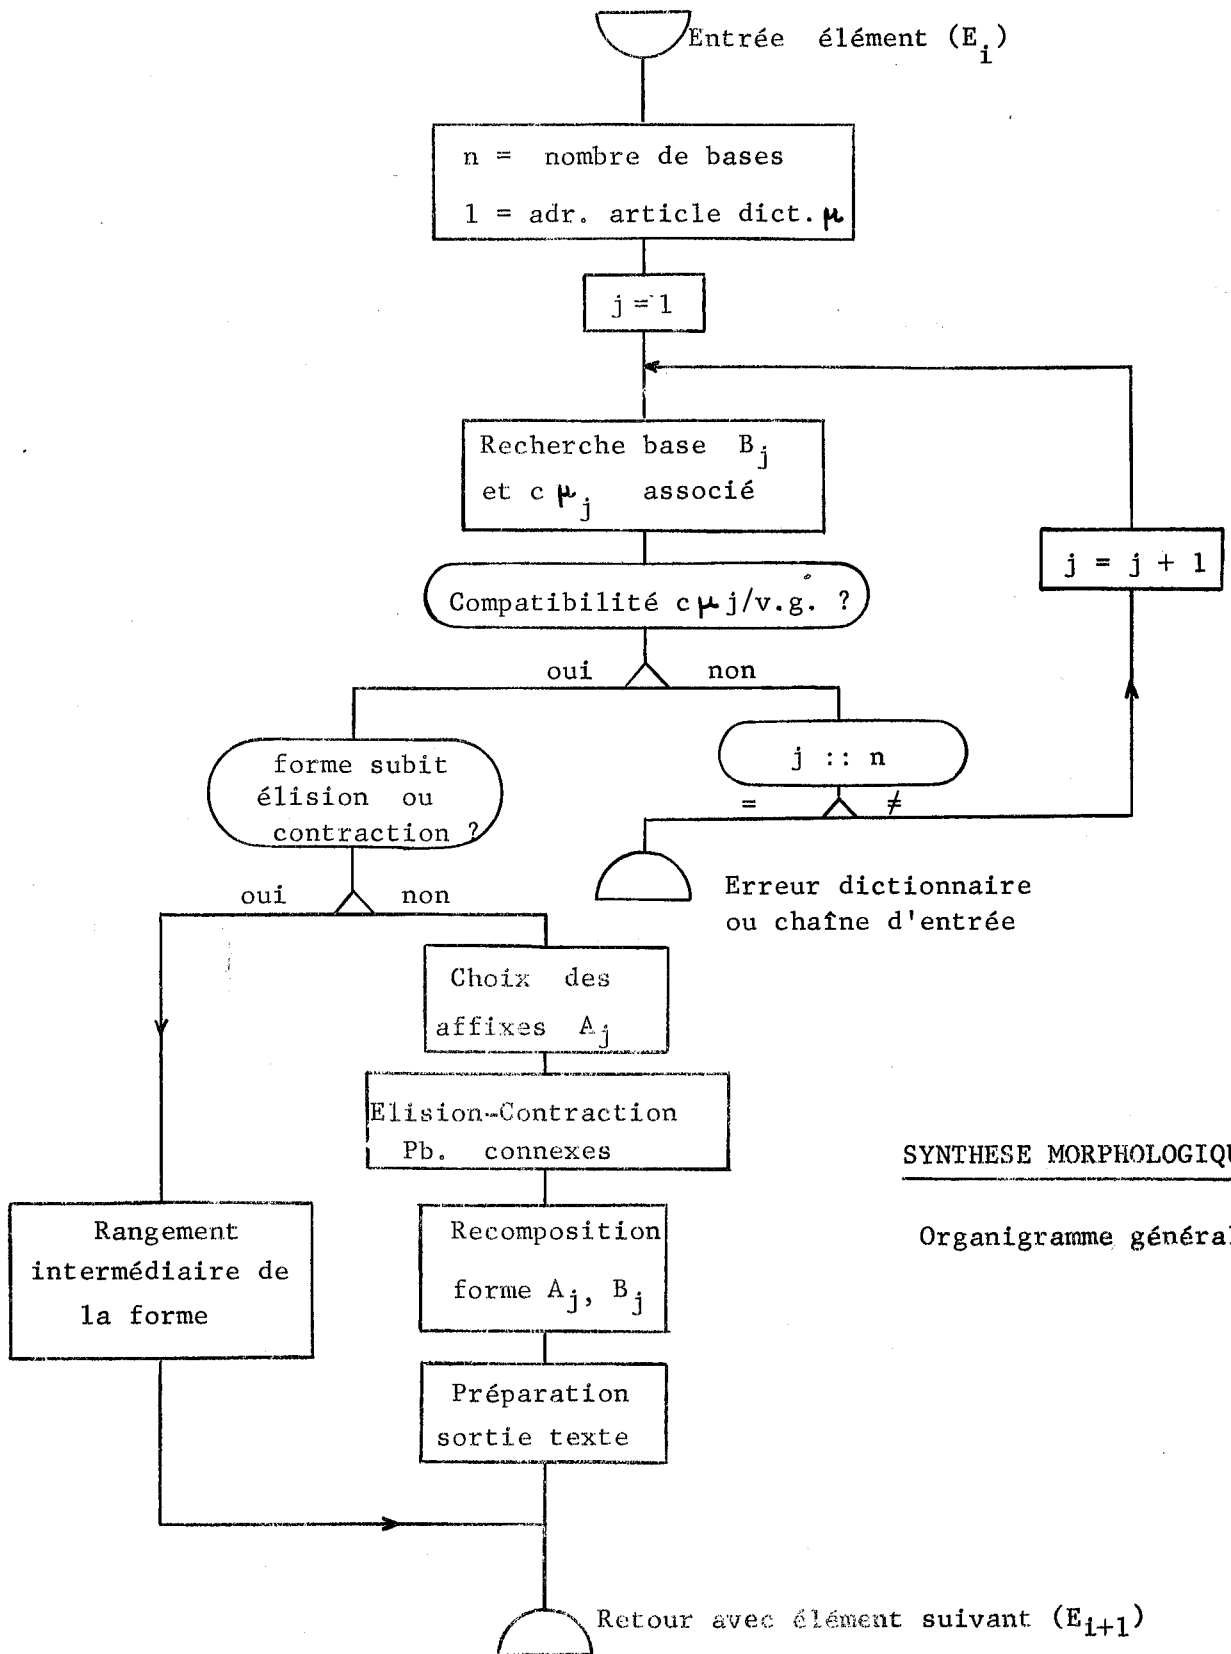 Entrée élément (E_i)
n = nombre de bases
l = adr. article dict. μ
j = 1
Recherche base B_j
et c μ_j associé
j = j + 1
Compatibilité c μ j/v.g. ?
oui non
forme subit
élision ou
contraction ?
j :: n
= ≠
Erreur dictionnaire
ou chaîne d'entrée
oui non
Choix des
affixes A_j
Elision-Contraction
Pb. connexes
SYNTHESE MORPHOLOGIQU
Organigramme généra
Rangement
intermédiaire de
la forme
Recomposition
forme A_j, B_j
Préparation
sortie texte
Retour avec élément suivant (E_i+1)